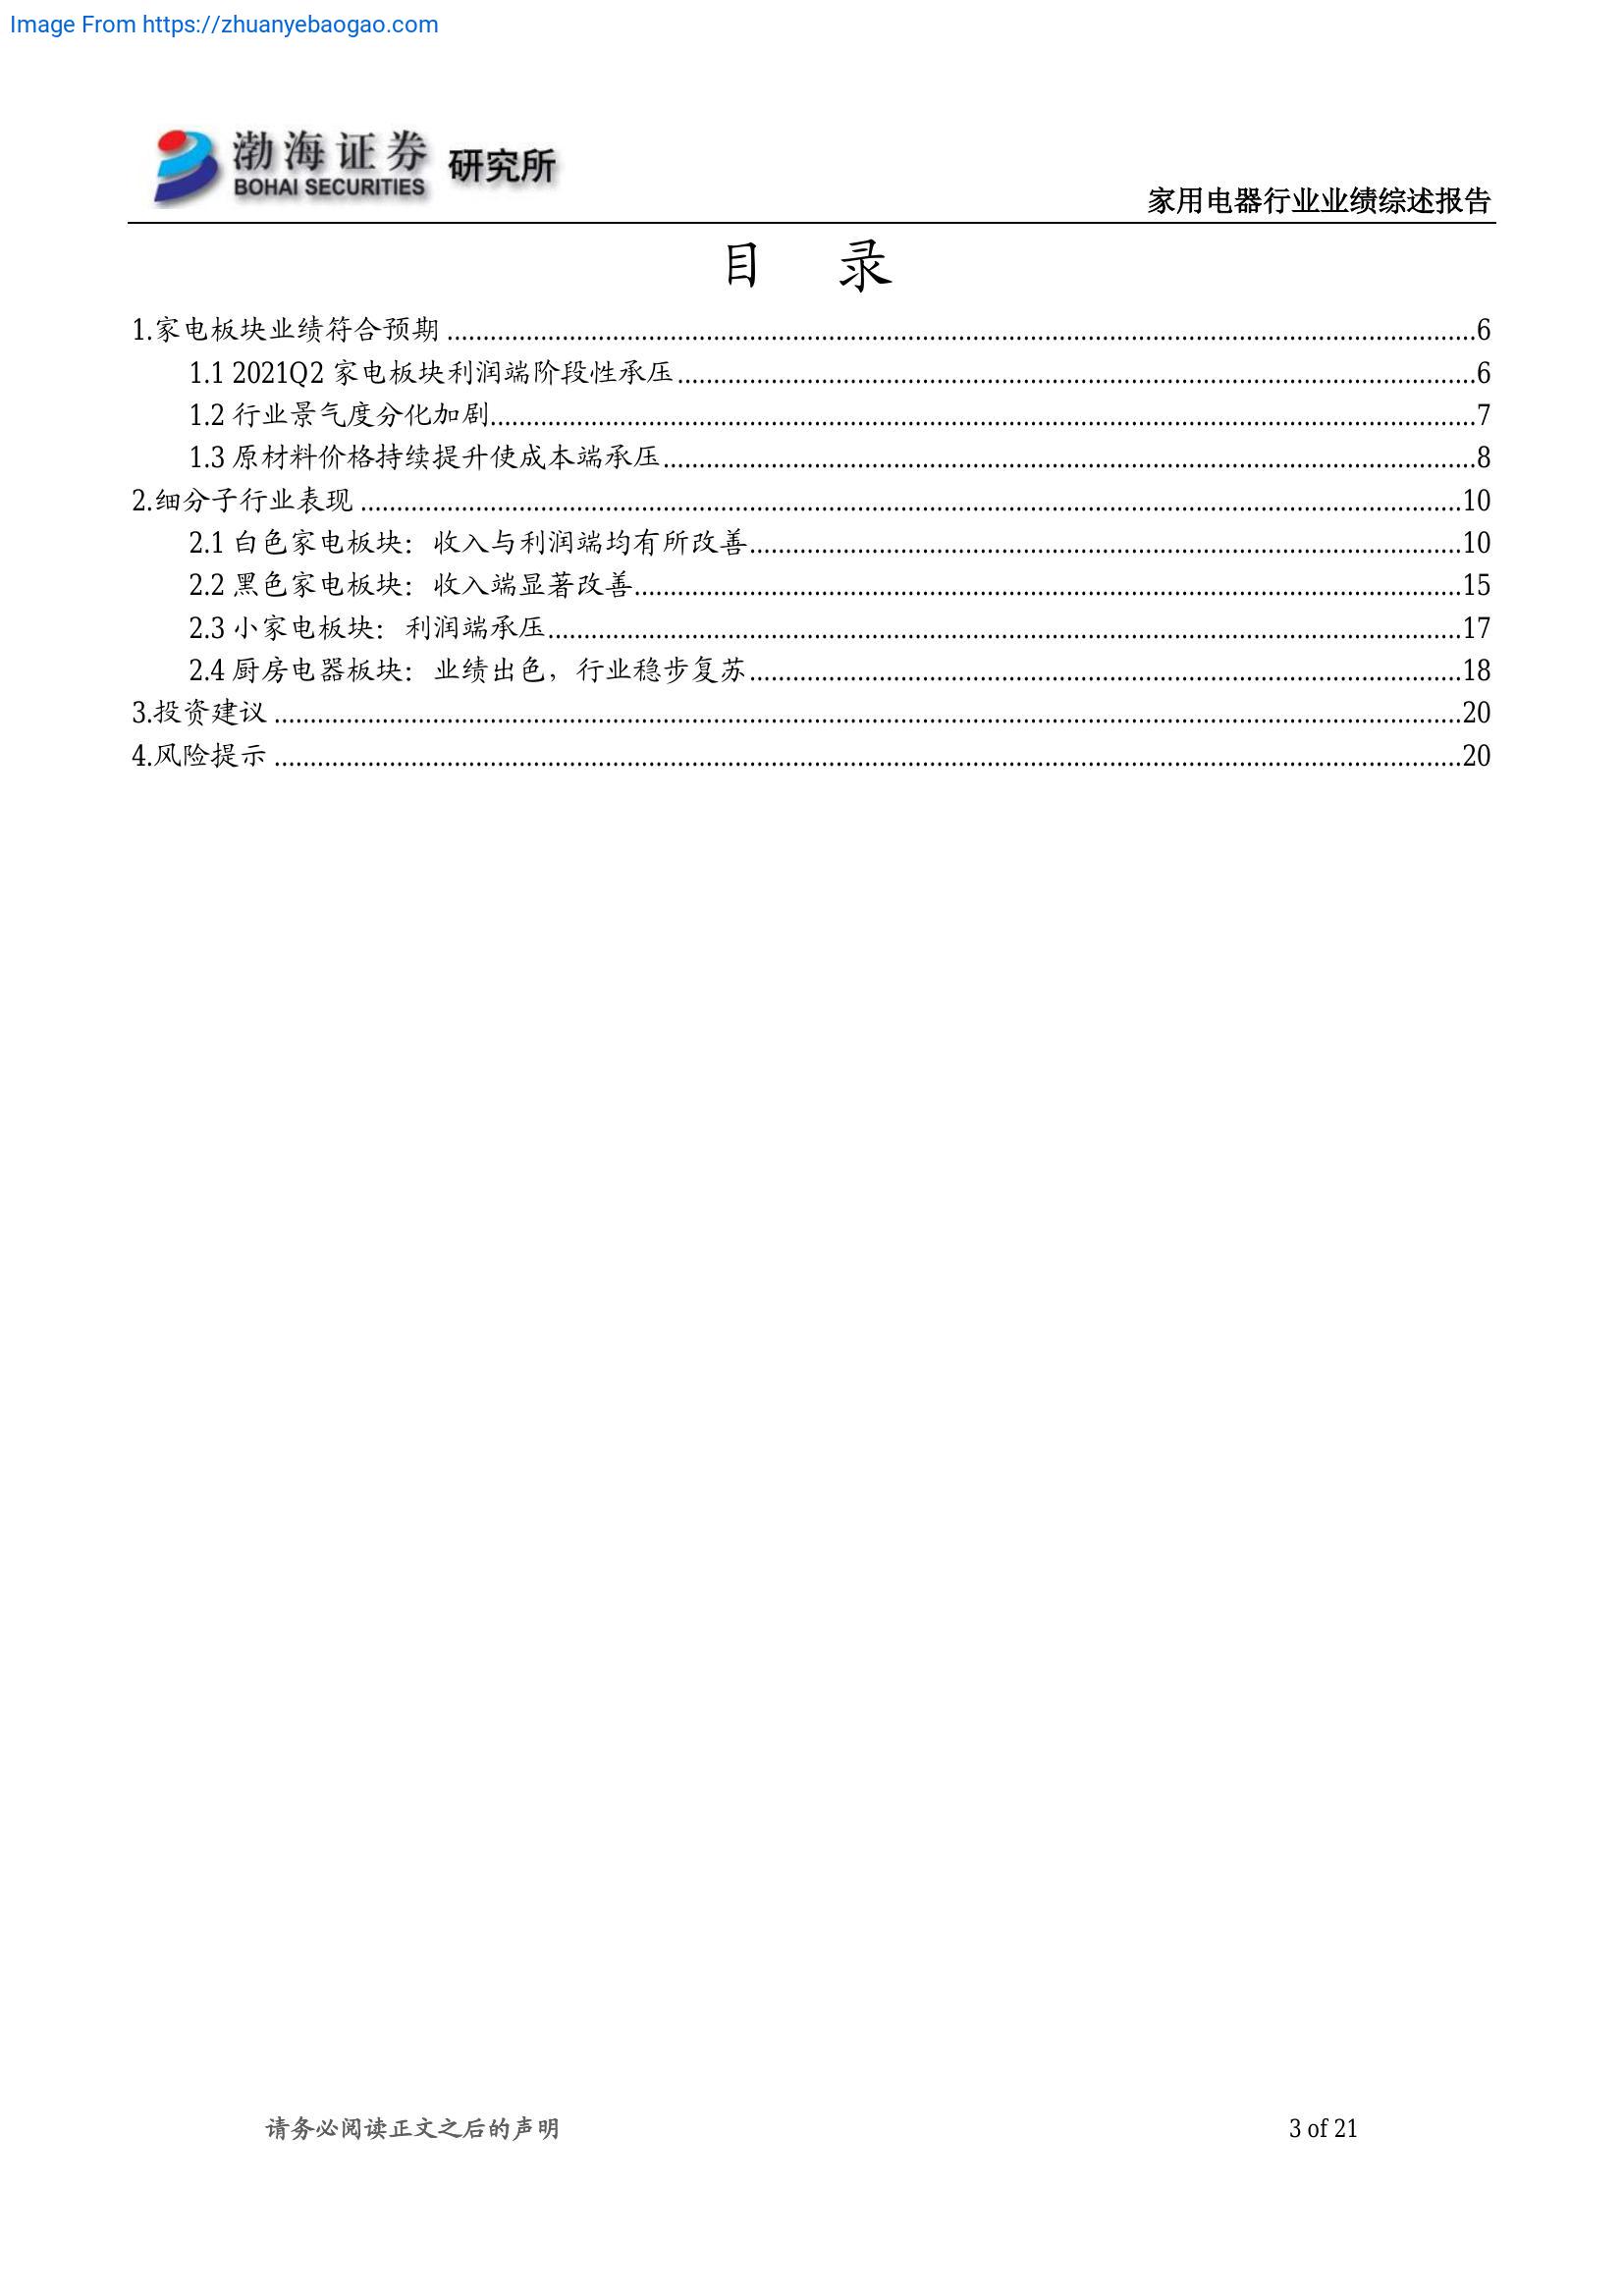 Image From https://zhuanyebaogao.com
渤海证券 研究所
BOHAI SECURITIES
家用电器行业业绩综述报告
目 录
1.家电板块业绩符合预期 ........................................ 6
1.1 2021Q2 家电板块利润端阶段性承压........................................ 6
1.2 行业景气度分化加剧........................................ 7
1.3 原材料价格持续提升使成本端承压........................................ 8
2.细分子行业表现 ........................................ 10
2.1 白色家电板块：收入与利润端均有所改善........................................ 10
2.2 黑色家电板块：收入端显著改善........................................ 15
2.3 小家电板块：利润端承压........................................ 17
2.4 厨房电器板块：业绩出色，行业稳步复苏........................................ 18
3.投资建议 ........................................ 20
4.风险提示 ........................................ 20
请务必阅读正文之后的声明
3 of 21